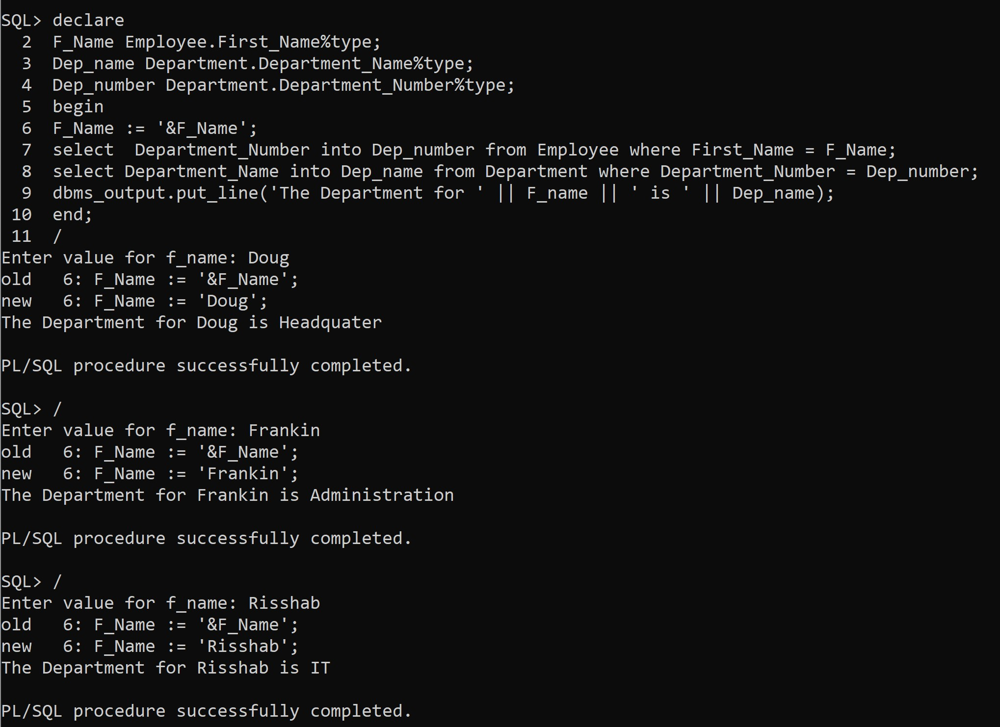 SQL> declare
  2  F_Name Employee.First_Name%type;
  3  Dep_name Department.Department_Name%type;
  4  Dep_number Department.Department_Number%type;
  5  begin
  6  F_Name := '&F_Name';
  7  select  Department_Number into Dep_number from Employee where First_Name = F_Name;
  8  select Department_Name into Dep_name from Department where Department_Number = Dep_number;
  9  dbms_output.put_line('The Department for ' || F_name || ' is ' || Dep_name);
 10  end;
 11  /
Enter value for f_name: Doug
old   6: F_Name := '&F_Name';
new   6: F_Name := 'Doug';
The Department for Doug is Headquater

PL/SQL procedure successfully completed.

SQL> /
Enter value for f_name: Frankin
old   6: F_Name := '&F_Name';
new   6: F_Name := 'Frankin';
The Department for Frankin is Administration

PL/SQL procedure successfully completed.

SQL> /
Enter value for f_name: Risshab
old   6: F_Name := '&F_Name';
new   6: F_Name := 'Risshab';
The Department for Risshab is IT

PL/SQL procedure successfully completed.